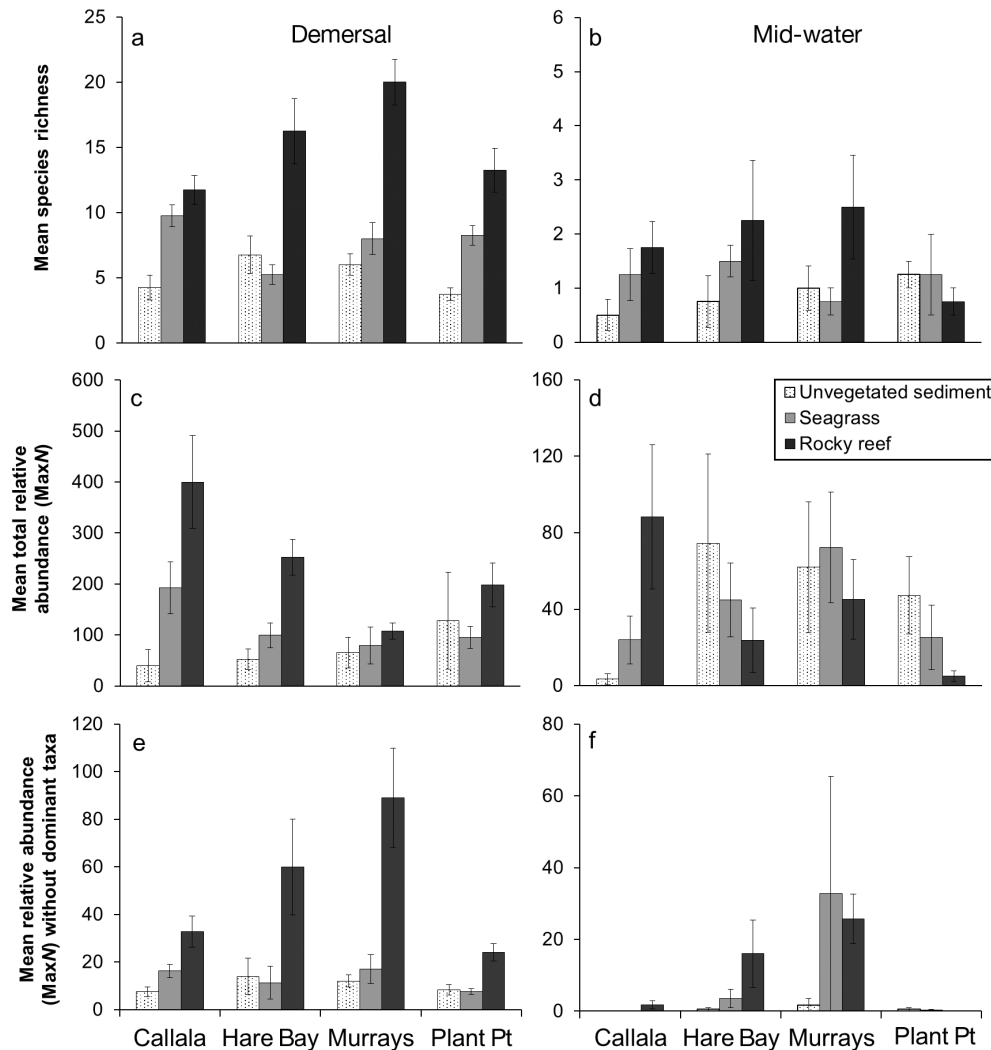 a
Demersal
Mean species richness
25
20
15
10
5
0
b
Mid-water
6
5
4
3
2
1
0
c
Mean total relative
abundance (MaxN)
600
500
400
300
200
100
0
d
160
120
80
40
0
Unvegetated sediment
Seagrass
Rocky reef
e
Mean relative abundance
(MaxN) without dominant taxa
120
100
80
60
40
20
0
Callala Hare Bay Murrays Plant Pt
f
80
60
40
20
0
Callala Hare Bay Murrays Plant Pt